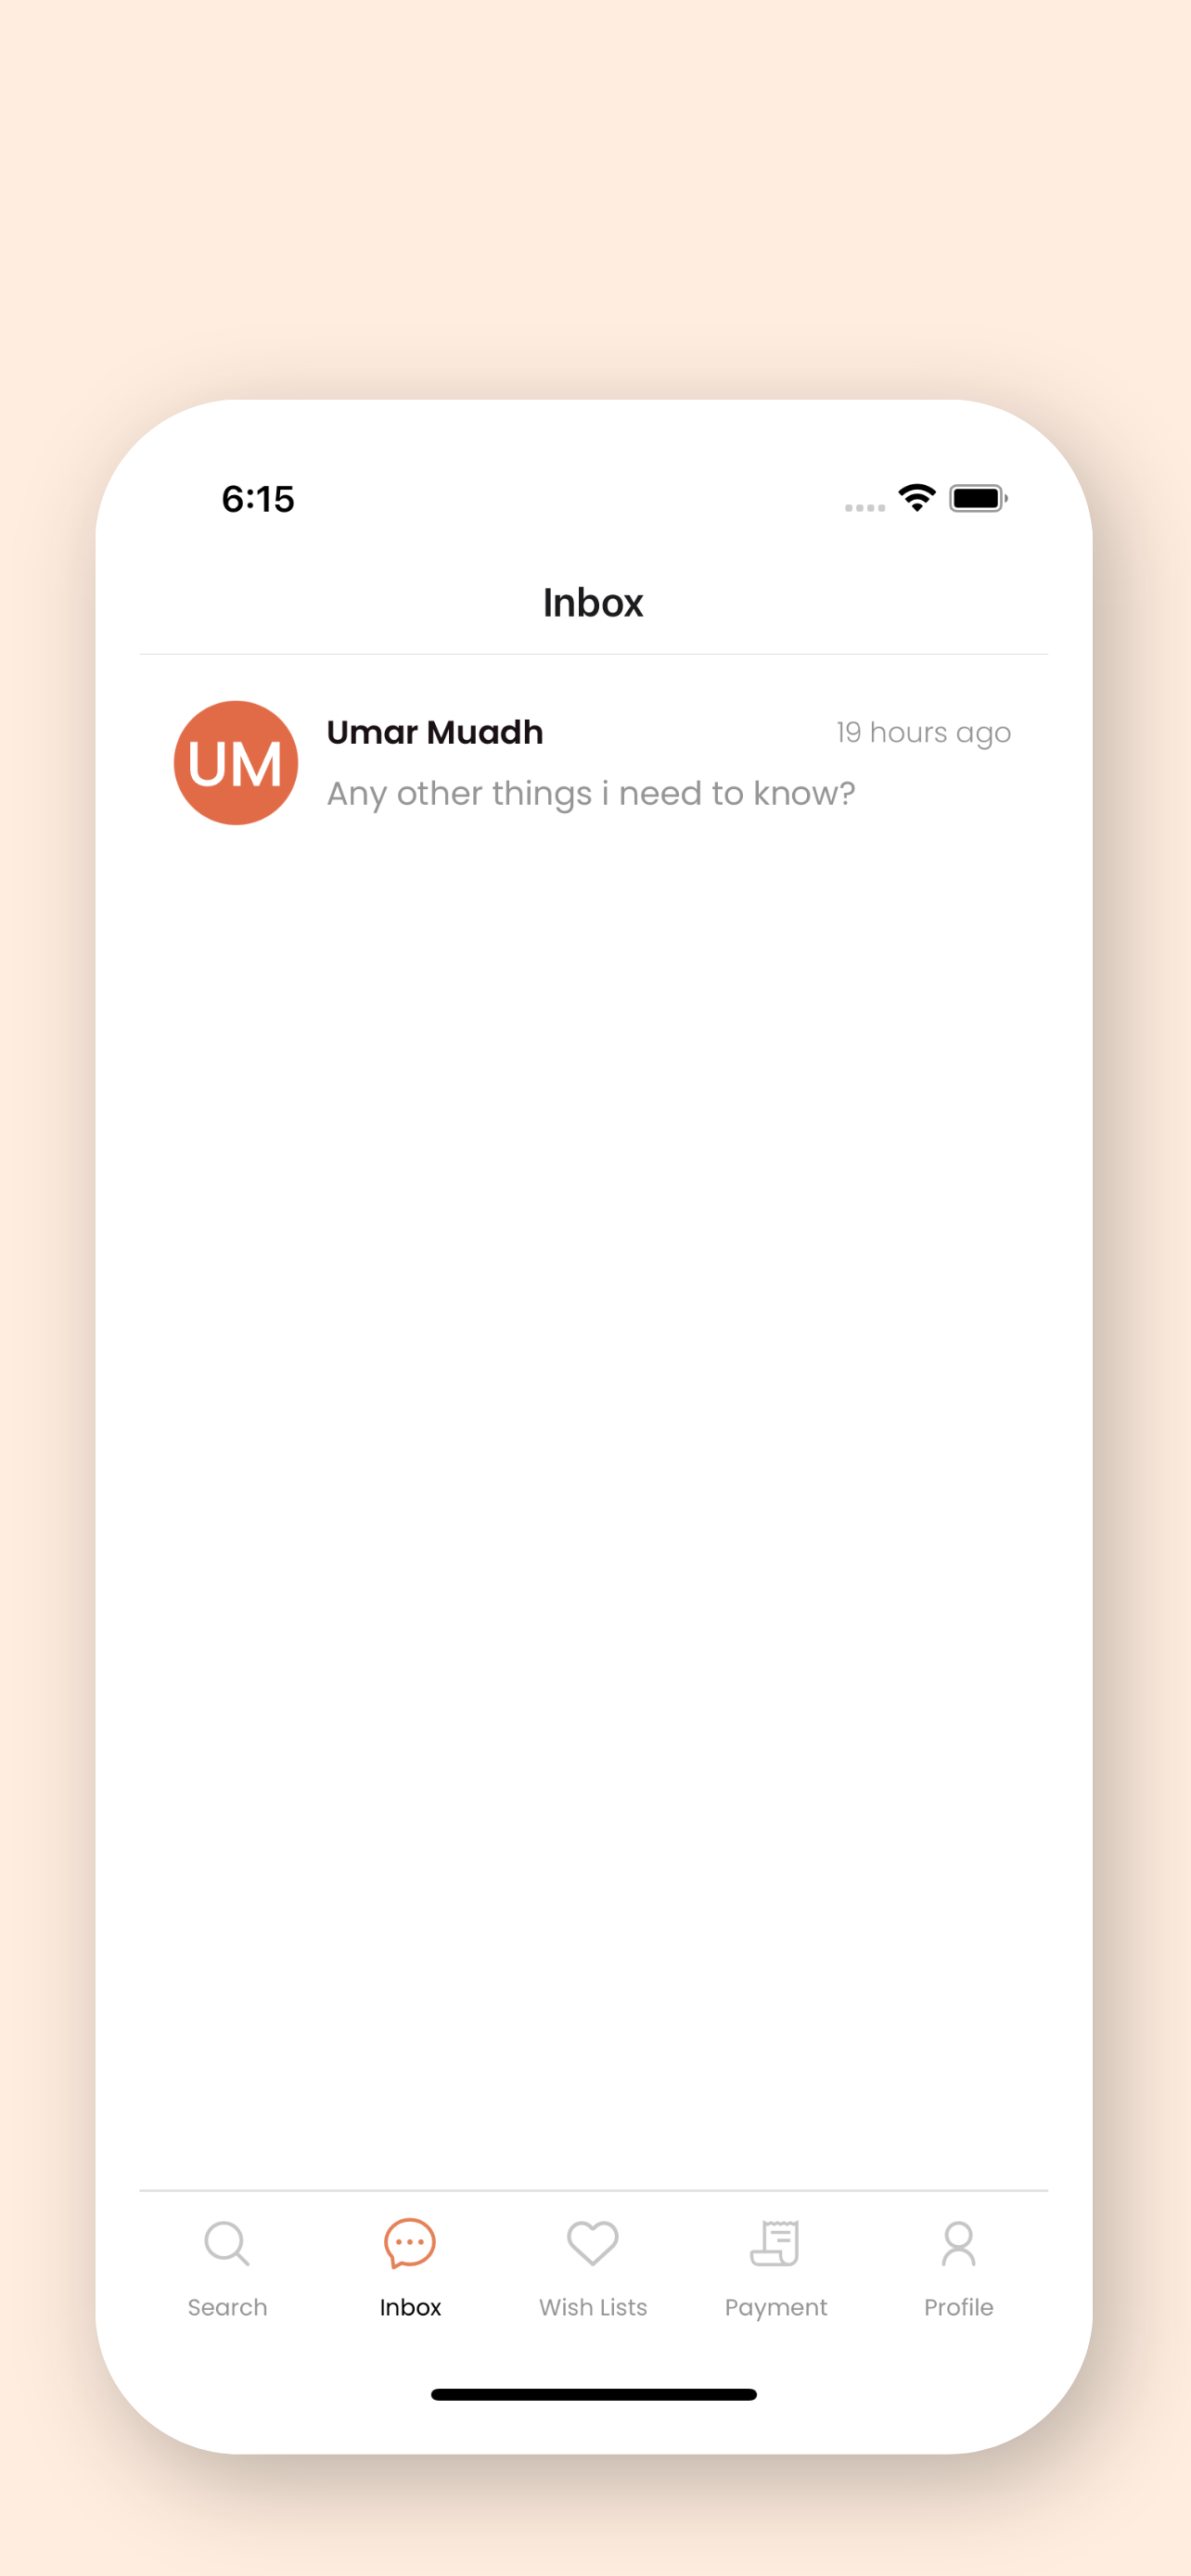 6:15
Inbox
UM
Umar Muadh
19 hours ago
Any other things i need to know?
Search
Inbox
Wish Lists
Payment
Profile